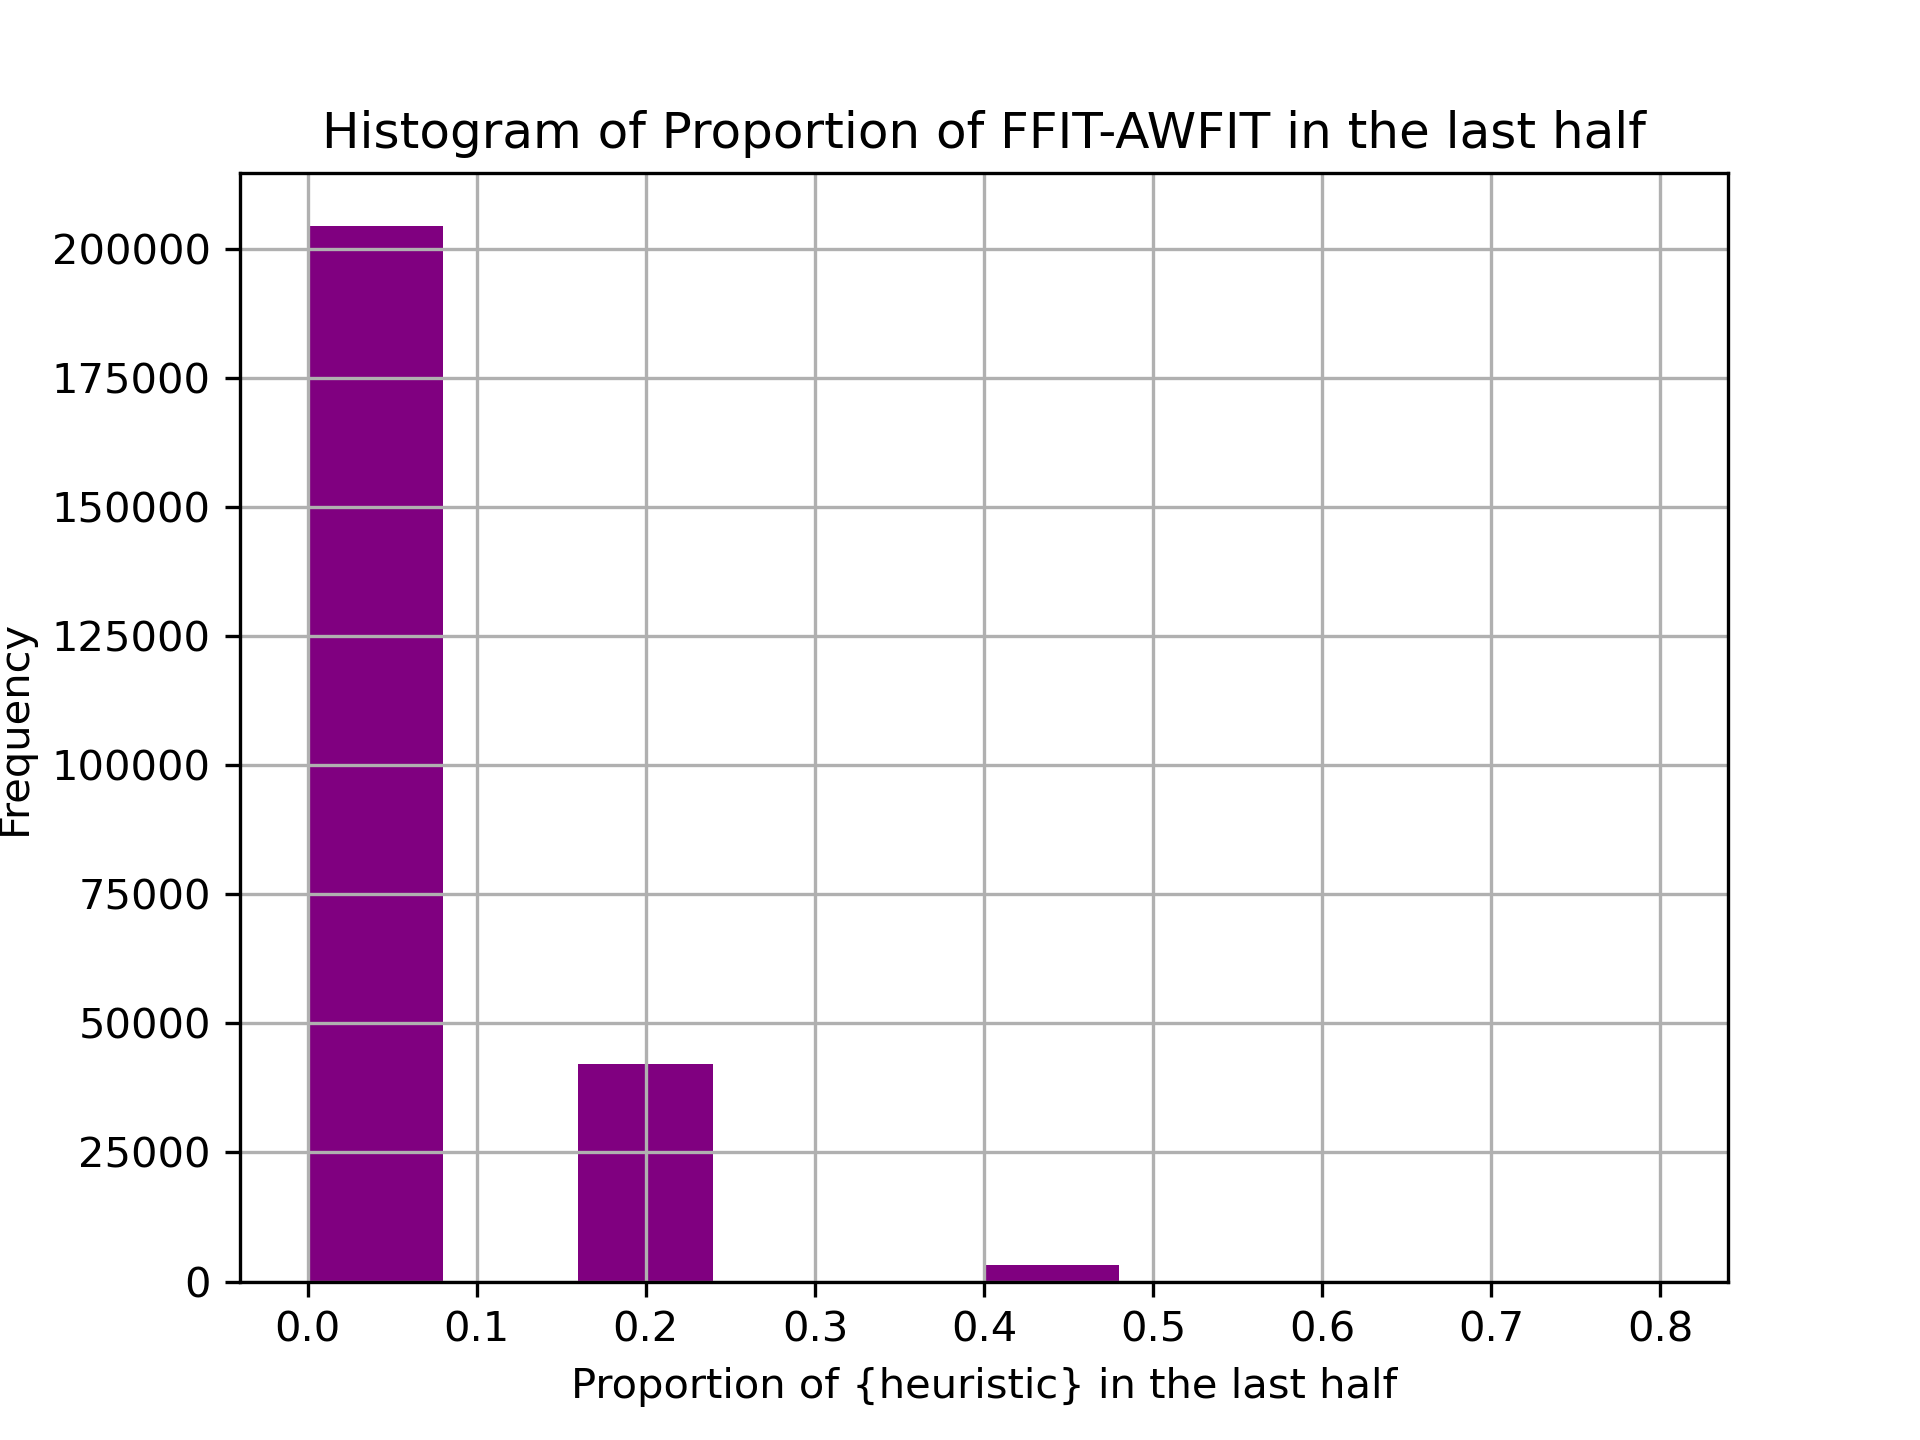 Histogram of Proportion of FFIT-AWFIT in the last half
200000
175000
150000
125000
100000
75000
50000
25000
0
Frequency
0.0 0.1 0.2 0.3 0.4 0.5 0.6 0.7 0.8
Proportion of {heuristic} in the last half